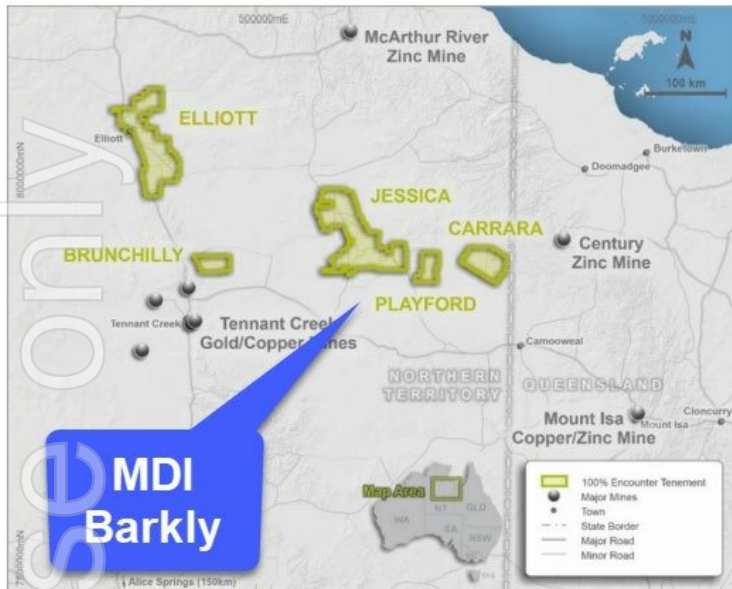 500000mE
1000000mE
McArthur River
Zinc Mine
N
100 km
ELLIOTT
Elliott
8000000mN
Burketown
Doomadgee
JESSICA
CARRARA
BRUNCHILLY
Century
Zinc Mine
PLAYFORD
Tennant Creek
Tennant Creek
Gold/Copper Mines
Camooweal
NORTHERN
TERRITORY
QUEENSLAND
Mount Isa
Copper/Zinc Mine
Mount Isa
Cloncurry
MDI
Barkly
Map Area
WA
NT
QLD
SA
NSW
100% Encounter Tenement
Major Mines
Town
State Border
Major Road
Minor Road
Alice Springs (150km)
se only